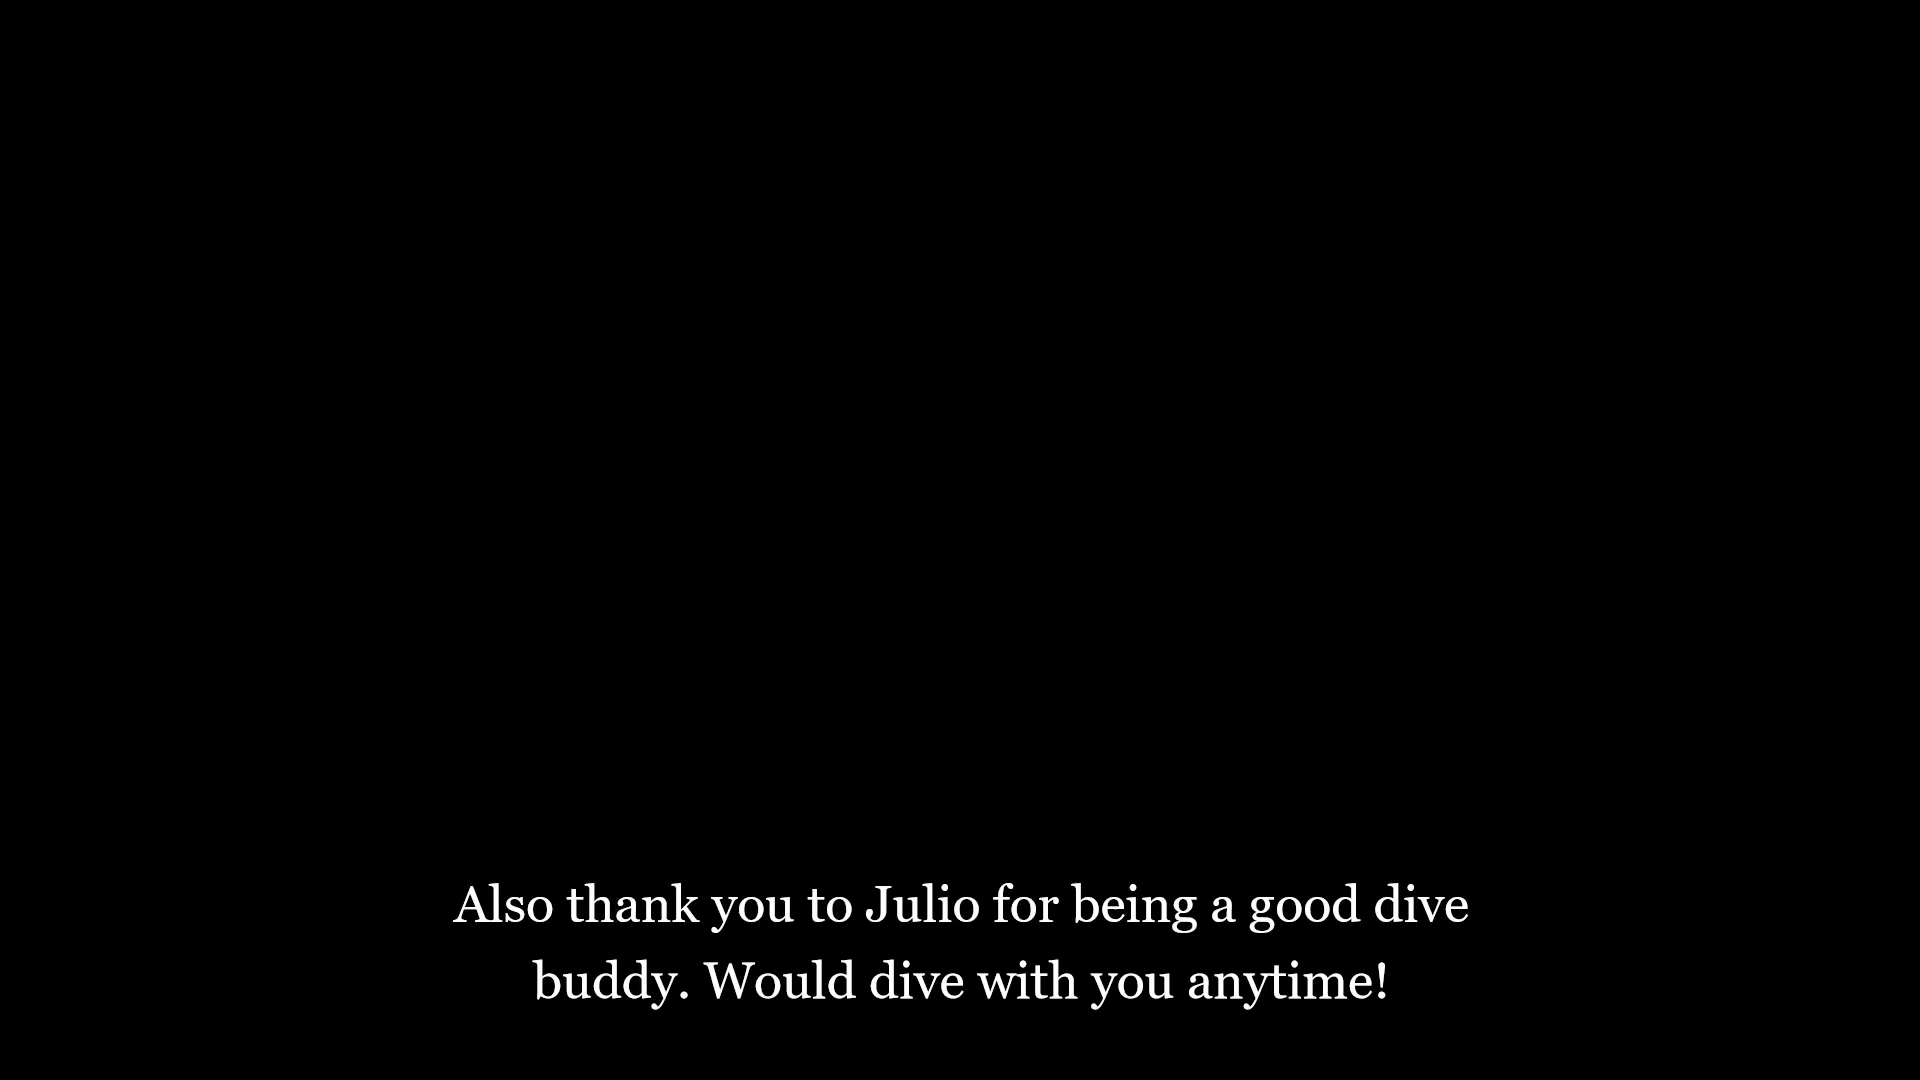 Also thank you to Julio for being a good dive
buddy. Would dive with you anytime!